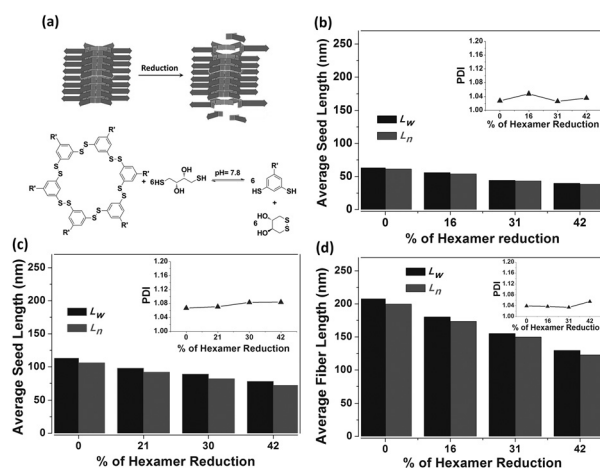 (a)
Reduction
R'
R'
R'
R'
R'
R'
S
S
S
S
S
S
S
S
S
S
S
S
+ 6
HS
OH
OH
SH
pH= 7.8
6
R'
HS
SH
+
6
HO
HO
S
S
(b)
Average Seed Length (nm)
250
200
150
100
50
0
Lw
Ln
PDI
1.20
1.16
1.12
1.08
1.04
1.00
0 16 31 42
% of Hexamer Reduction
0 16 31 42
% of Hexamer reduction
(c)
Average Seed Length (nm)
250
200
150
100
50
0
Lw
Ln
PDI
1.20
1.16
1.12
1.08
1.04
1.00
0 21 30 42
% of Hexamer Reduction
0 21 30 42
% of Hexamer Reduction
(d)
Average Fiber Length (nm)
250
200
150
100
50
0
Lw
Ln
PDI
1.20
1.16
1.12
1.08
1.04
1.00
0 16 31 42
% of Hexamer Reduction
0 16 31 42
% of Hexamer Reduction